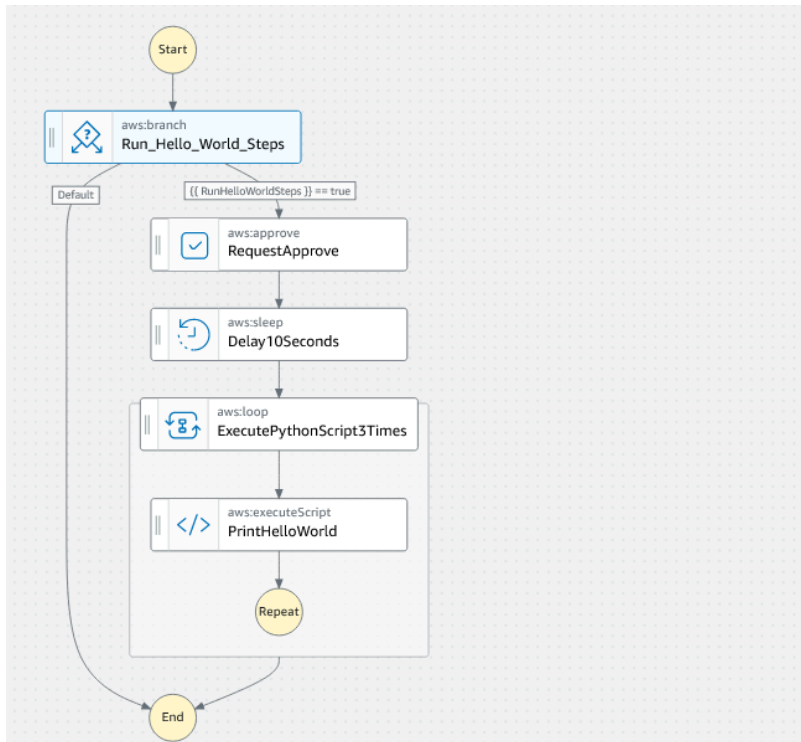 Start
aws:branch
Run_Hello_World_Steps
Default
{{ RunHelloWorldSteps }} == true
aws:approve
RequestApprove
aws:sleep
Delay10Seconds
aws:loop
ExecutePythonScript3Times
aws:executeScript
PrintHelloWorld
Repeat
End